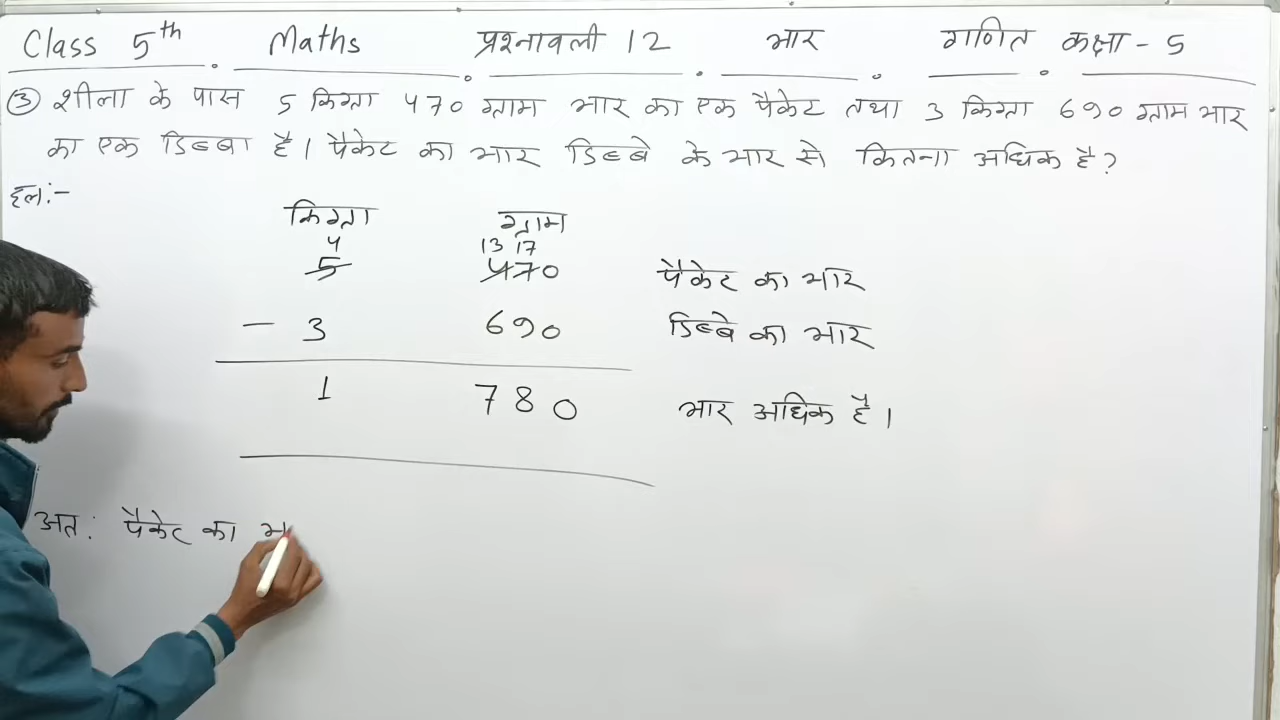 Class 5th Maths प्रश्नावली 12 भार गणित कक्षा - 5
③ शीला के पास 5 किग्रा 470 ग्राम भार का एक पैकेट तथा 3 किग्रा 690 ग्राम भार
का एक डिब्बा है। पैकेट का भार डिब्बे के भार से कितना अधिक है?
हल:-
किग्रा ग्राम
4 13 17
5 470 पैकेट का भार
- 3 690 डिब्बे का भार
1 780 भार अधिक है।
अत: पैकेट का भा